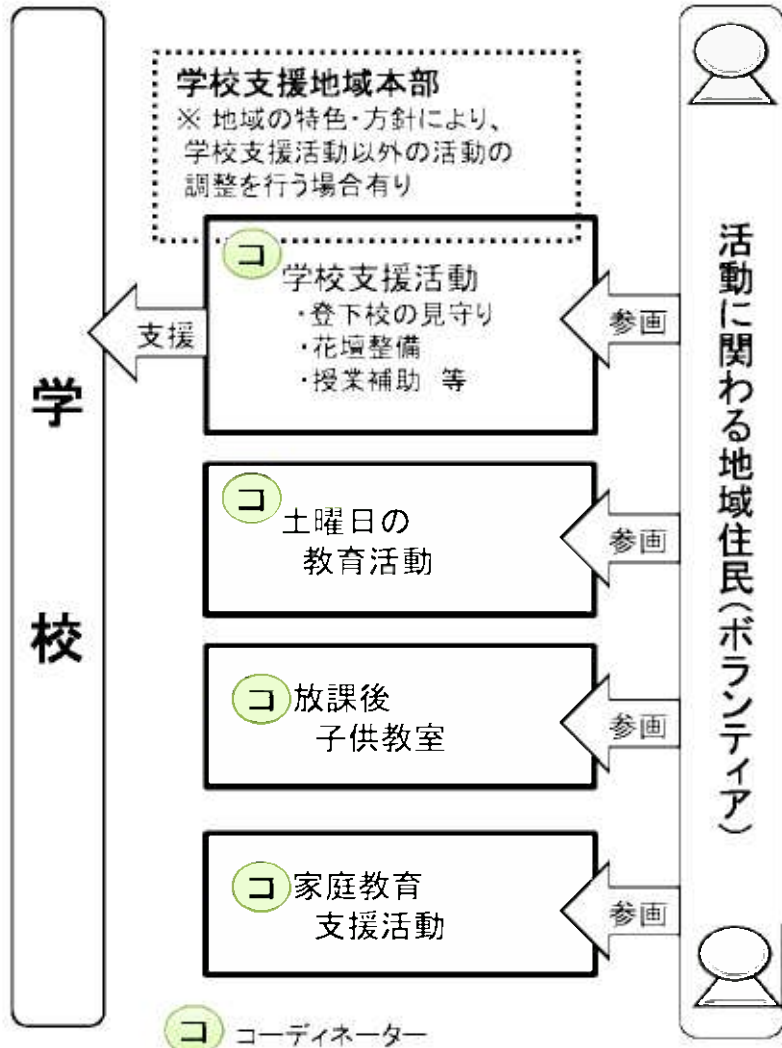 学校支援地域本部
※ 地域の特色・方針により、
学校支援活動以外の活動の
調整を行う場合有り
学校
支援
コ
学校支援活動
・登下校の見守り
・花壇整備
・授業補助 等
参画
コ
土曜日の
教育活動
参画
コ
放課後
子供教室
参画
コ
家庭教育
支援活動
参画
活動に関わる地域住民（ボランティア）
コ コーディネーター